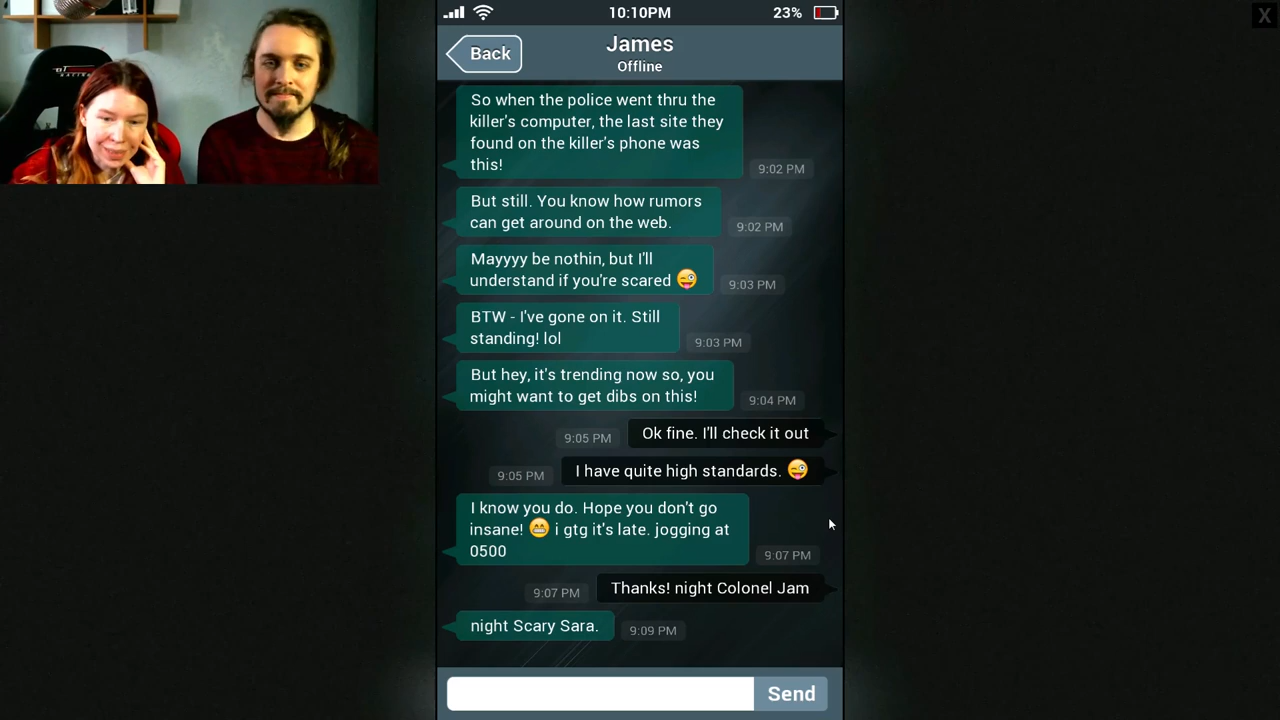 10:10PM
23%
X
Back
James
Offline
So when the police went thru the
killer's computer, the last site they
found on the killer's phone was
this!
9:02 PM
But still. You know how rumors
can get around on the web.
9:02 PM
Mayyyy be nothin, but I'll
understand if you're scared 😜
9:03 PM
BTW - I've gone on it. Still
standing! lol
9:03 PM
But hey, it's trending now so, you
might want to get dibs on this!
9:04 PM
9:05 PM
Ok fine. I'll check it out
9:05 PM
I have quite high standards. 😜
I know you do. Hope you don't go
insane! 😁 i gtg it's late. jogging at
0500
9:07 PM
9:07 PM
Thanks! night Colonel Jam
night Scary Sara.
9:09 PM
Send